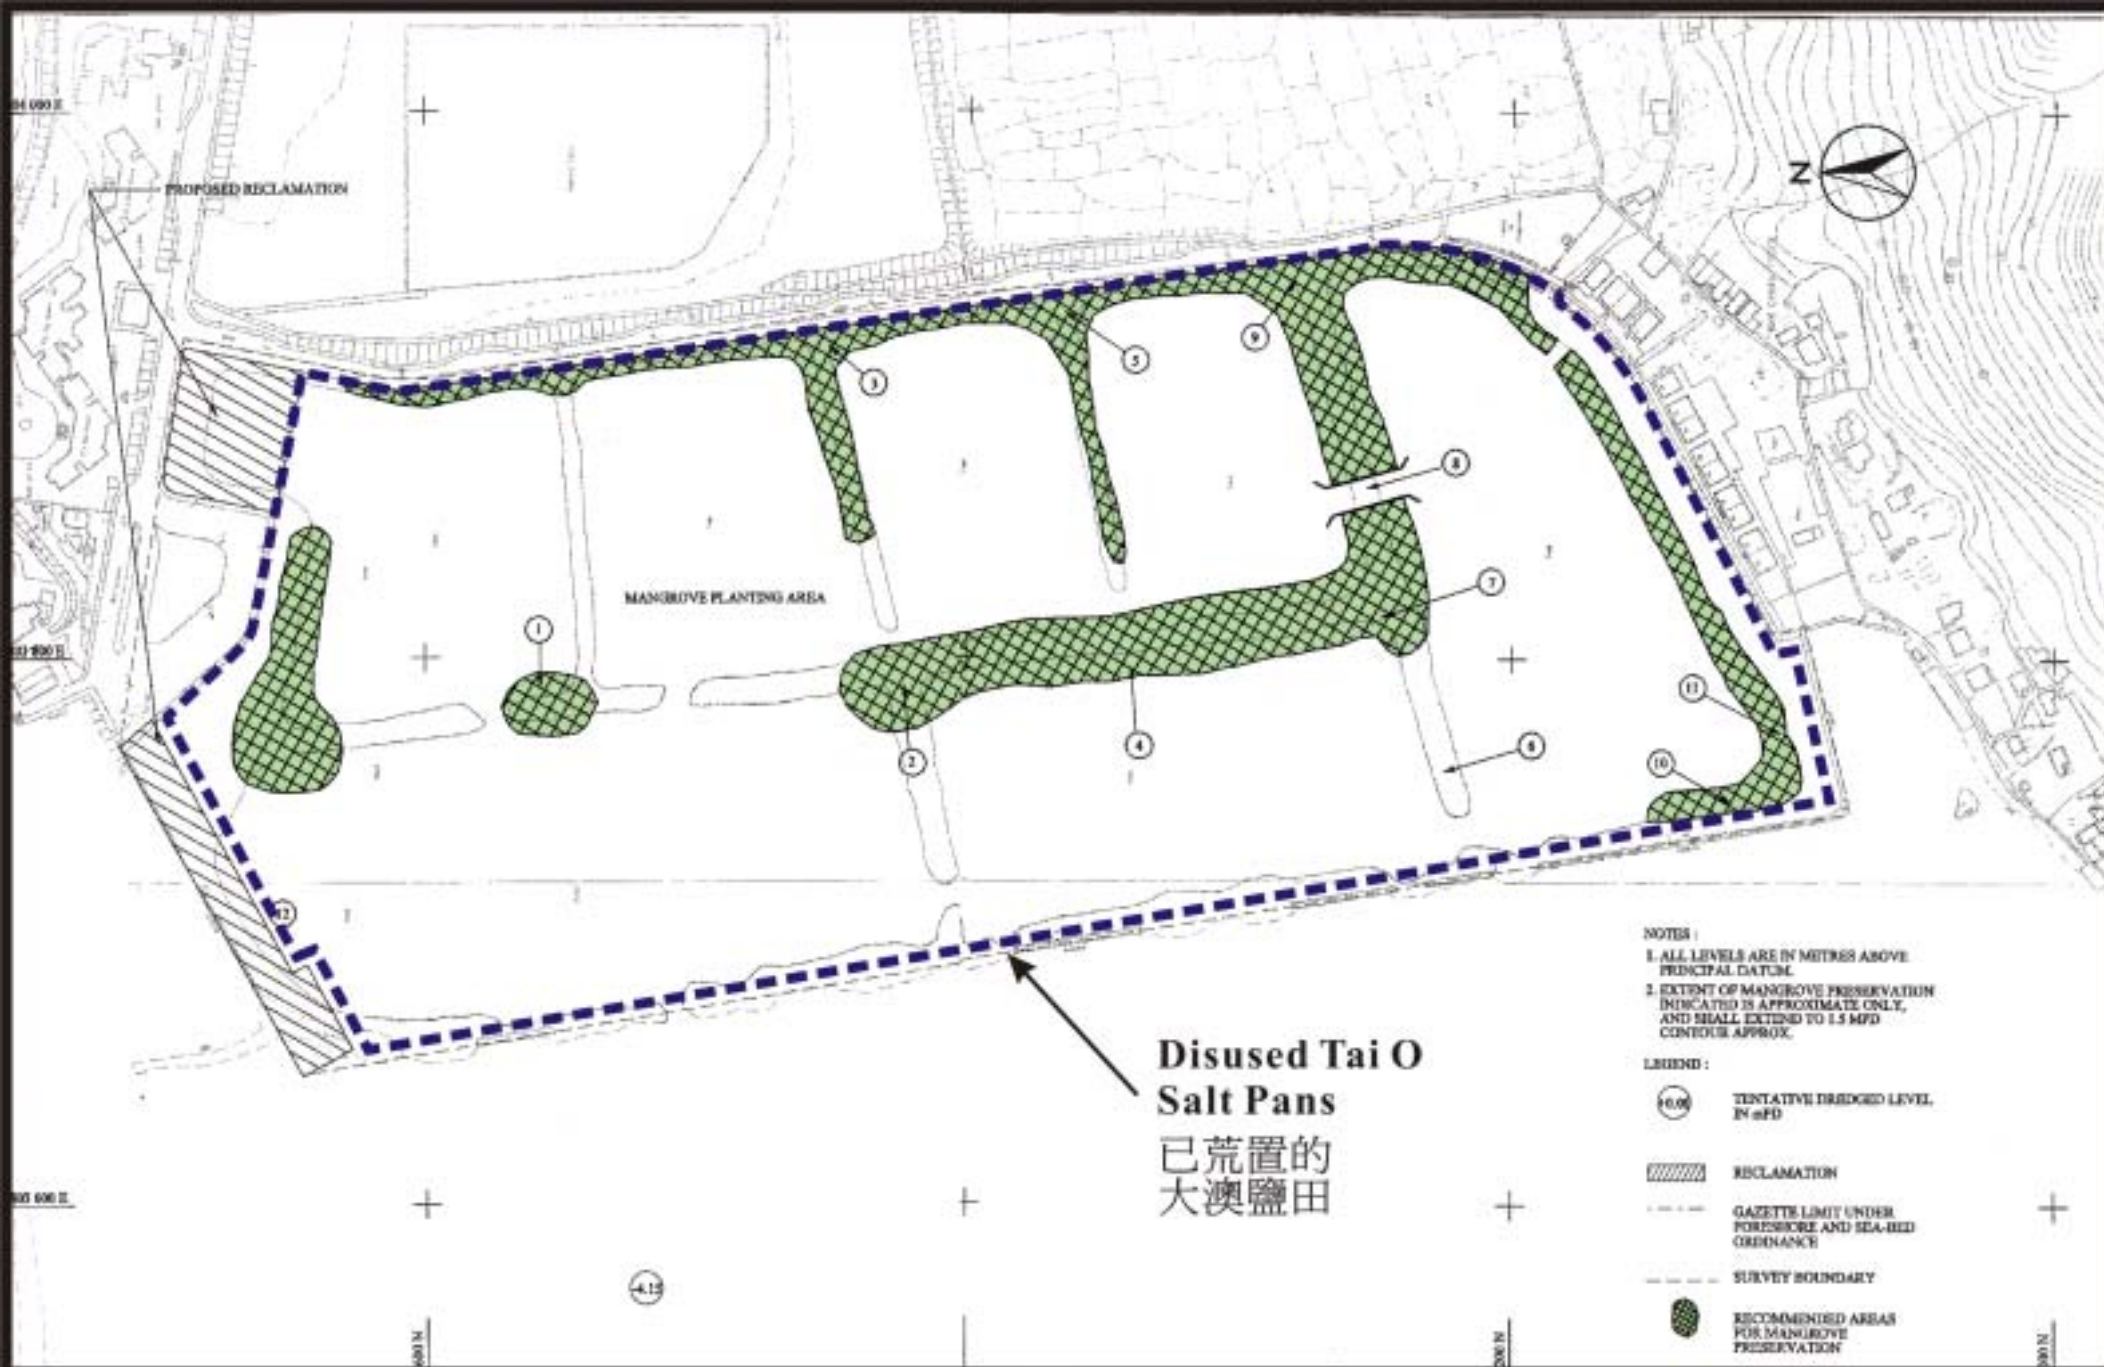 PROPOSED RECLAMATION
N
3
5
9
8
MANGROVE PLANTING AREA
1
7
11
2
4
6
10
12
Disused Tai O
Salt Pans
已荒置的
大澳鹽田
-4.15
NOTES :
1. ALL LEVELS ARE IN METRES ABOVE
PRINCIPAL DATUM.
2. EXTENT OF MANGROVE PRESERVATION
INDICATED IS APPROXIMATE ONLY,
AND SHALL EXTEND TO 1.5 MPD
CONTOUR APPROX.
LEGEND :
TENTATIVE DREDGED LEVEL
IN mPD
RECLAMATION
GAZETTE LIMIT UNDER
FORESHORE AND SEA-BED
ORDINANCE
SURVEY BOUNDARY
RECOMMENDED AREAS
FOR MANGROVE
PRESERVATION